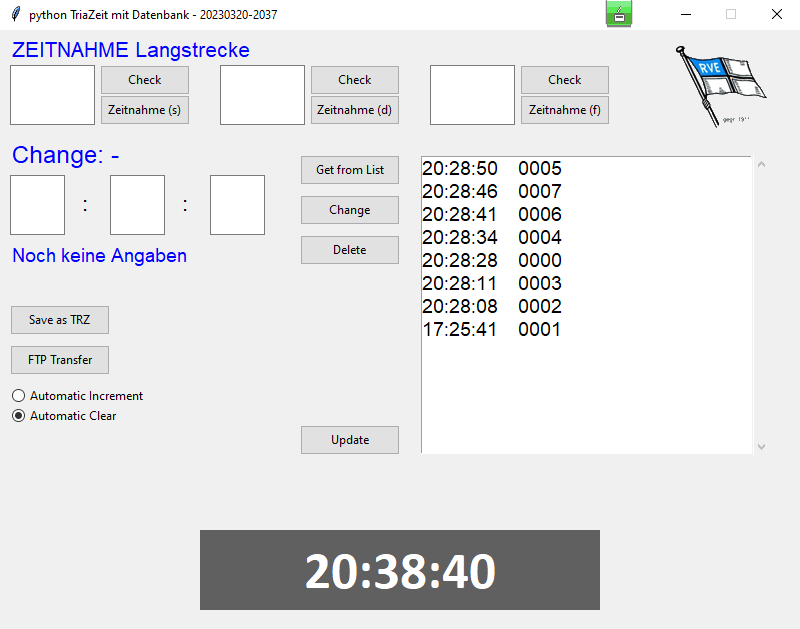 python TriaZeit mit Datenbank - 20230320-2037
ZEITNAHME Langstrecke
Check
Zeitnahme (s)
Check
Zeitnahme (d)
Check
Zeitnahme (f)
RVE
gegr. 1911
Change: -
: :
Noch keine Angaben
Get from List
Change
Delete
20:28:50 0005
20:28:46 0007
20:28:41 0006
20:28:34 0004
20:28:28 0000
20:28:11 0003
20:28:08 0002
17:25:41 0001
Save as TRZ
FTP Transfer
Automatic Increment
Automatic Clear
Update
20:38:40